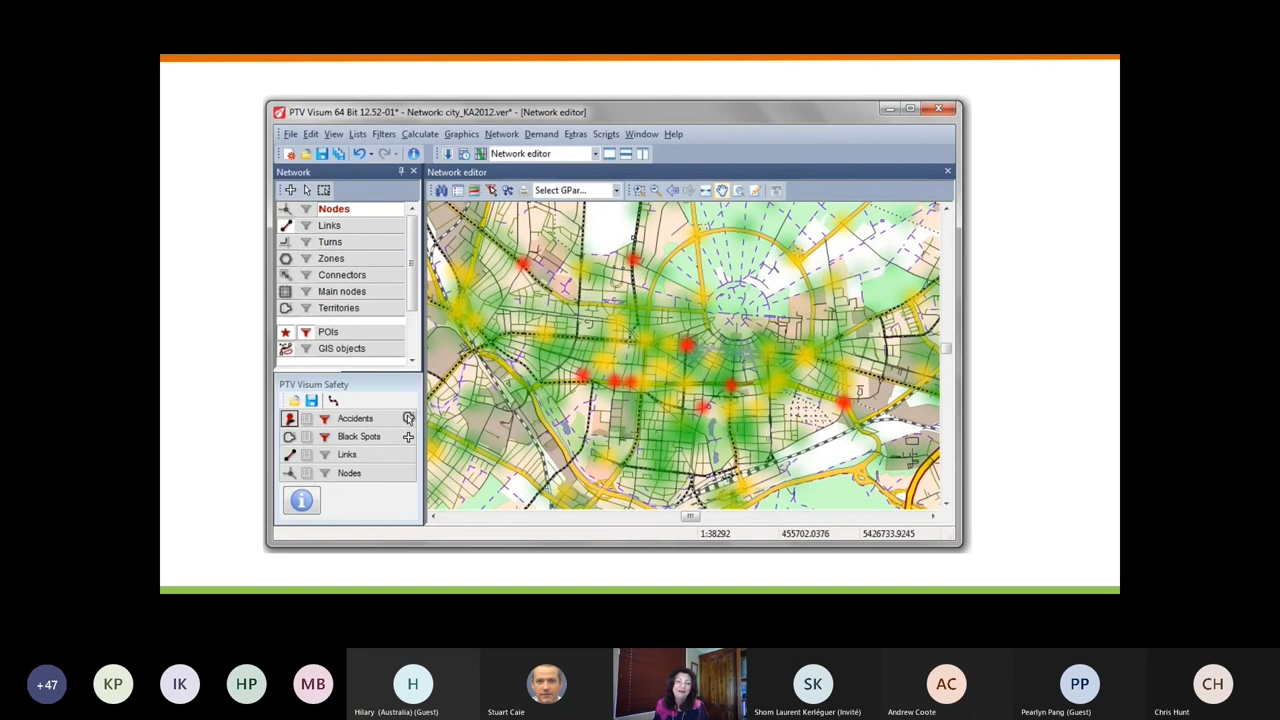 PTV Visum 64 Bit 12.52-01* - Network: city_KA2012.ver* - [Network editor]
File Edit View Lists Filters Calculate Graphics Network Demand Extras Scripts Window Help
Network editor
Network
Network editor
Select GPar...
Nodes
Links
Turns
Zones
Connectors
Main nodes
Territories
POIs
GIS objects
PTV Visum Safety
Accidents
Black Spots
Links
Nodes
1:38292 455702.0376 5426733.9245
+47 KP IK HP MB H SK AC PP CH
Hilary (Australia) (Guest) Stuart Caie Shom Laurent Kerléguer (Invité) Andrew Coote Pearlyn Pang (Guest) Chris Hunt